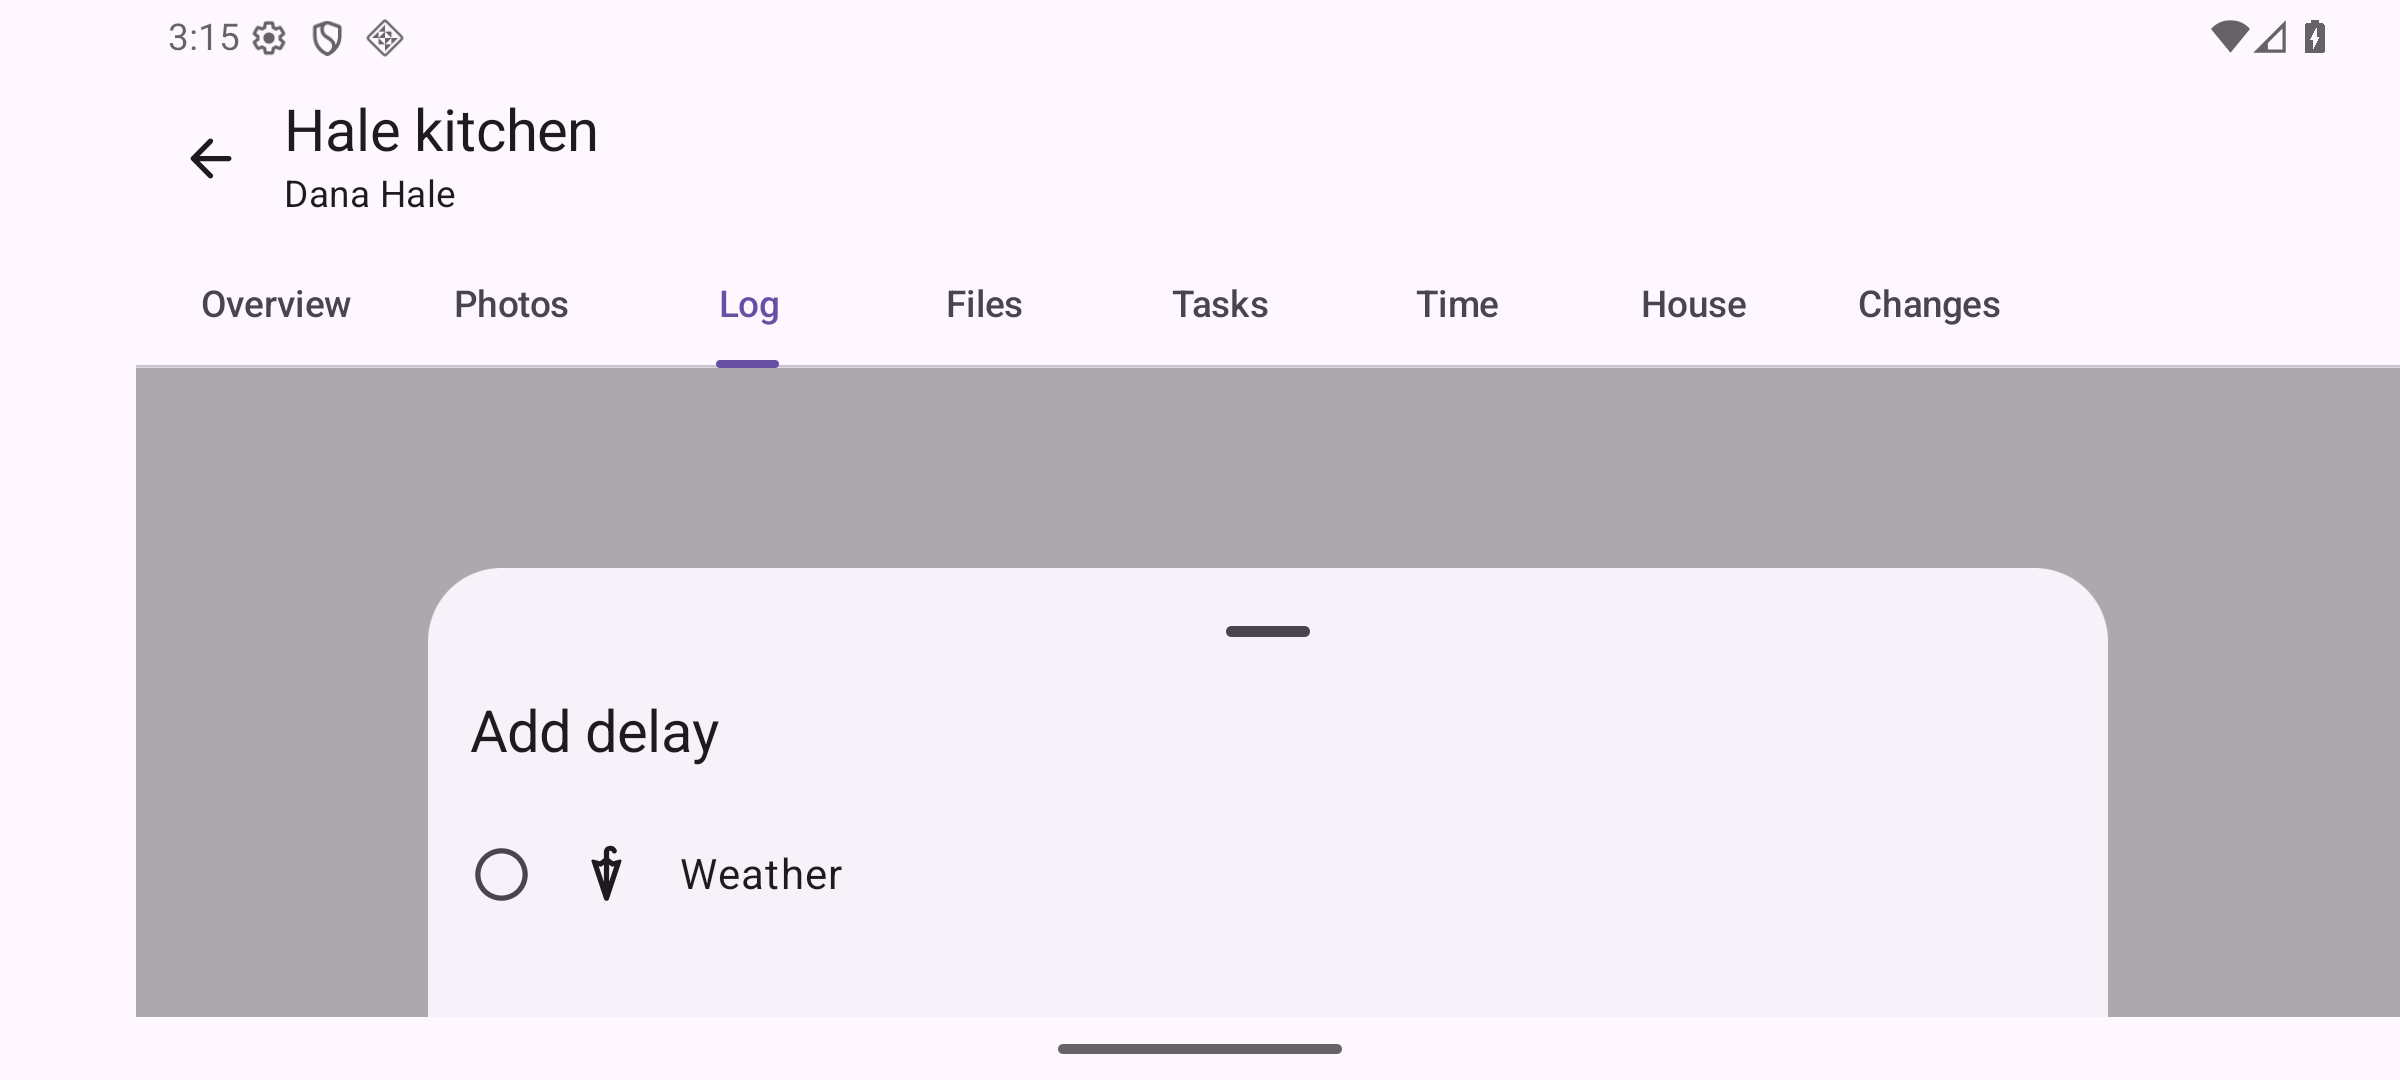 3:15
Hale kitchen
Dana Hale
Overview Photos Log Files Tasks Time House Changes
Add delay
Weather